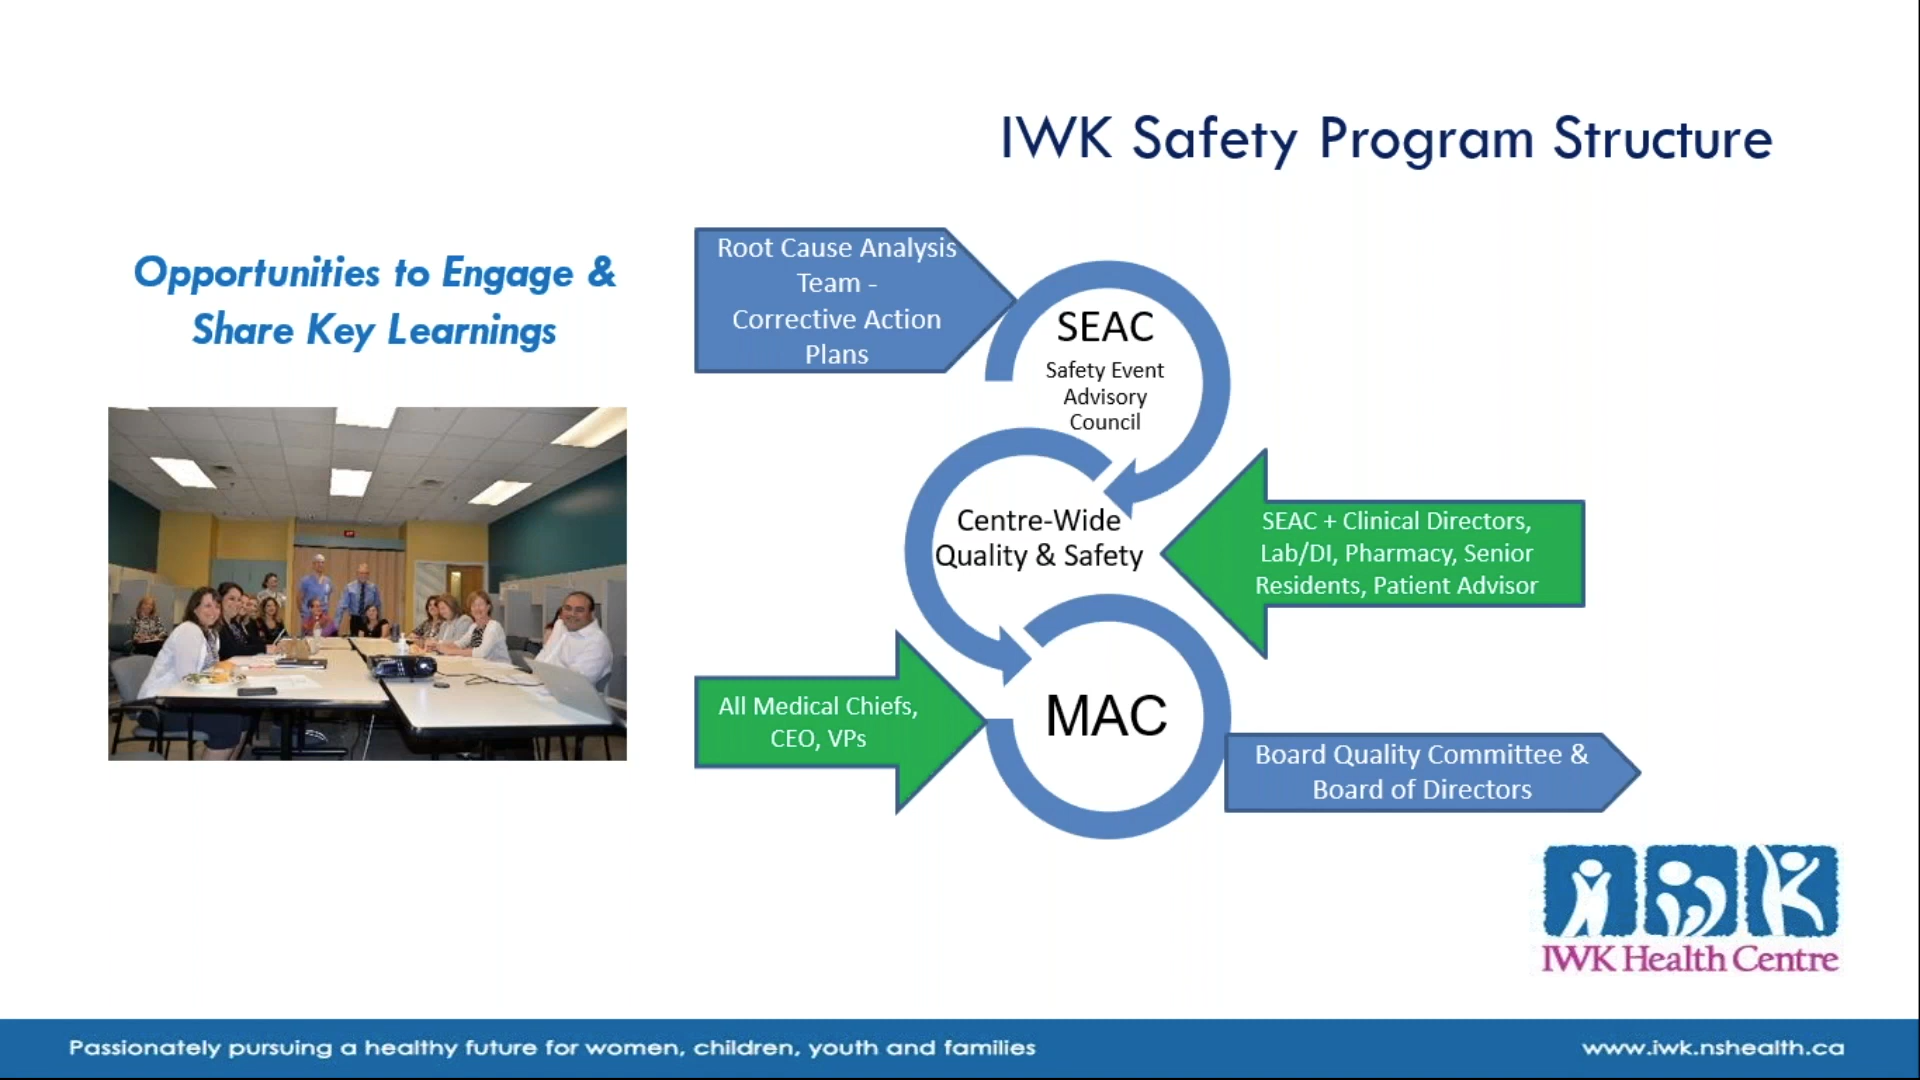 IWK Safety Program Structure
Opportunities to Engage &
Share Key Learnings
Root Cause Analysis
Team -
Corrective Action
Plans
SEAC
Safety Event
Advisory
Council
Centre-Wide
Quality & Safety
SEAC + Clinical Directors,
Lab/DI, Pharmacy, Senior
Residents, Patient Advisor
All Medical Chiefs,
CEO, VPs
MAC
Board Quality Committee &
Board of Directors
iwk
IWK Health Centre
Passionately pursuing a healthy future for women, children, youth and families
www.iwk.nshealth.ca